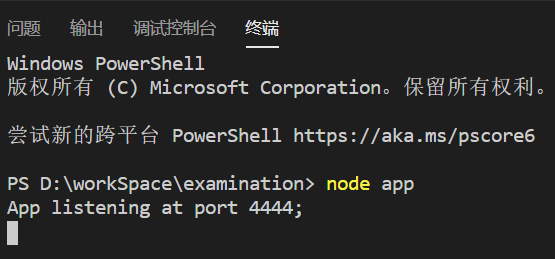 问题 输出 调试控制台 终端
Windows PowerShell
版权所有 (C) Microsoft Corporation。保留所有权利。
尝试新的跨平台 PowerShell https://aka.ms/pscore6
PS D:\workSpace\examination> node app
App listening at port 4444;